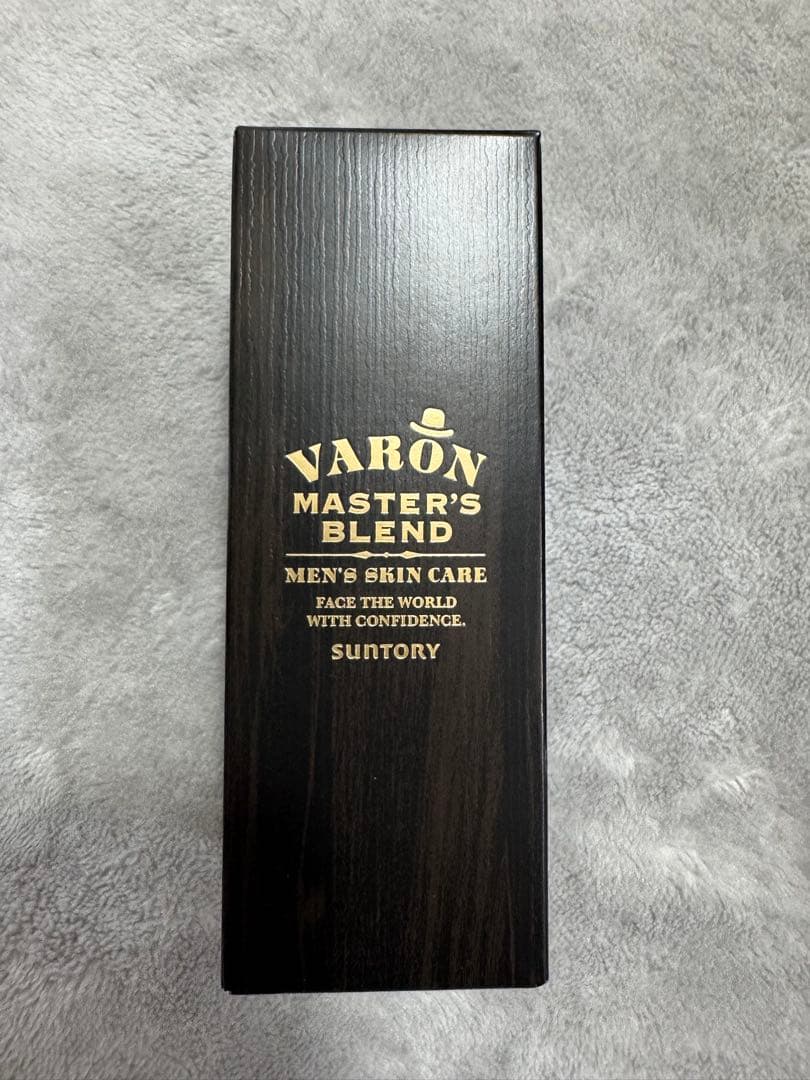 VARON
MASTER'S
BLEND
MEN'S SKIN CARE
FACE THE WORLD
WITH CONFIDENCE.
SUNTORY